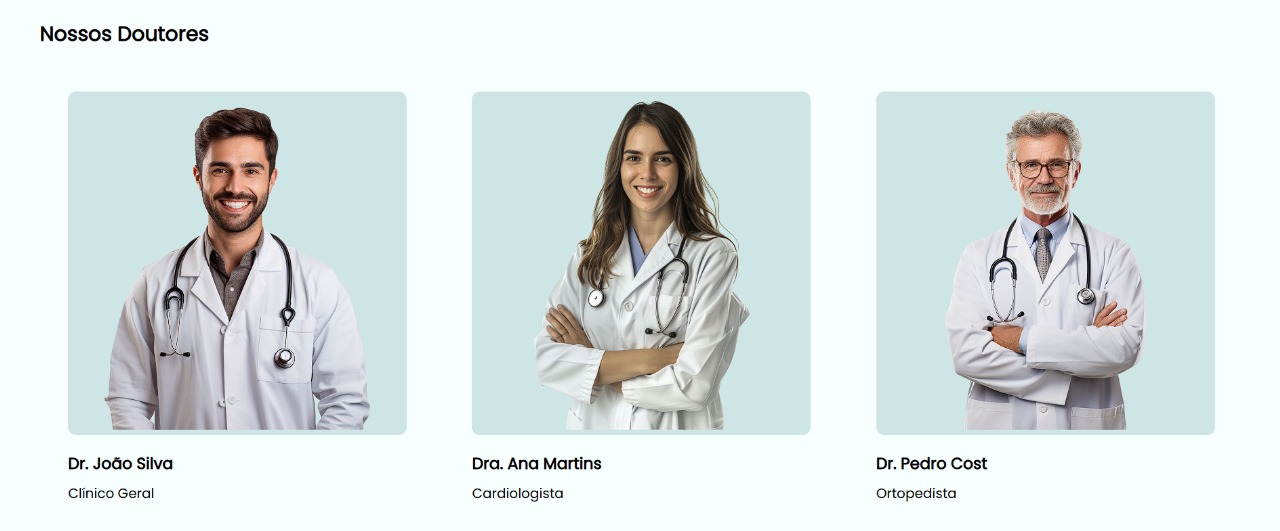 Nossos Doutores
Dr. João Silva
Clínico Geral
Dra. Ana Martins
Cardiologista
Dr. Pedro Cost
Ortopedista